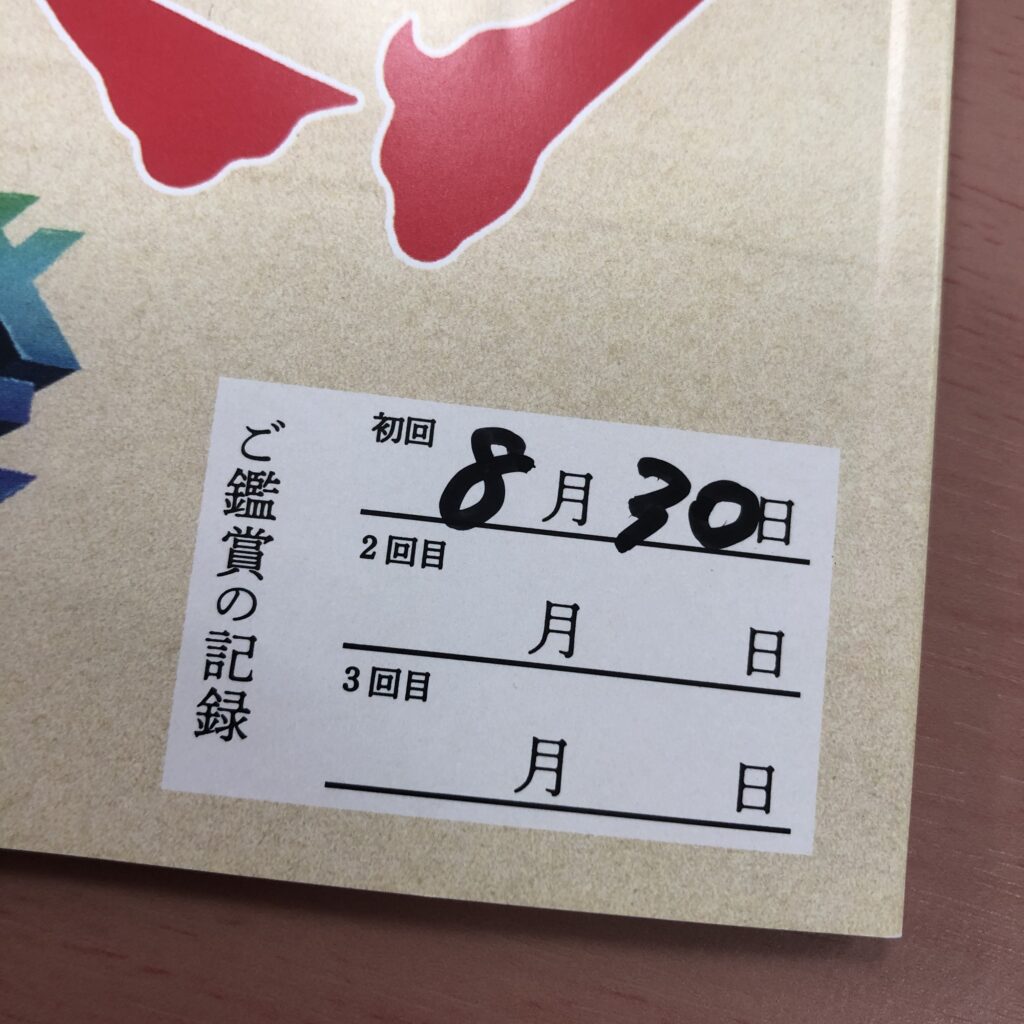 ご鑑賞の記録
初回 8月30日
2回目 月 日
3回目 月 日